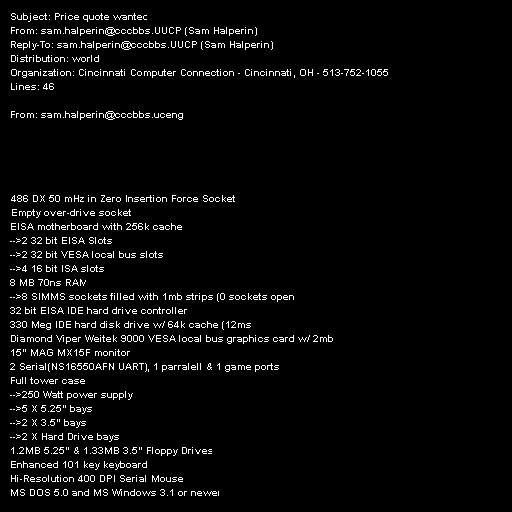 Subject: Price quote wanted
From: sam.halperin@cccbbs.UUCP (Sam Halperin)
Reply-To: sam.halperin@cccbbs.UUCP (Sam Halperin)
Distribution: world
Organization: Cincinnati Computer Connection - Cincinnati, OH - 513-752-1055
Lines: 46
From: sam.halperin@cccbbs.uceng
486 DX 50 mHz in Zero Insertion Force Socket
Empty over-drive socket
EISA motherboard with 256k cache
-->2 32 bit EISA Slots
-->2 32 bit VESA local bus slots
-->4 16 bit ISA slots
8 MB 70ns RAM
-->8 SIMMS sockets filled with 1mb strips (0 sockets open
32 bit EISA IDE hard drive controller
330 Meg IDE hard disk drive w/ 64k cache (12ms
Diamond Viper Weitek 9000 VESA local bus graphics card w/ 2mb
15" MAG MX15F monitor
2 Serial(NS16550AFN UART), 1 parralell & 1 game ports
Full tower case
-->250 Watt power supply
-->5 X 5.25" bays
-->2 X 3.5" bays
-->2 X Hard Drive bays
1.2MB 5.25" & 1.33MB 3.5" Floppy Drives
Enhanced 101 key keyboard
Hi-Resolution 400 DPI Serial Mouse
MS DOS 5.0 and MS Windows 3.1 or newer